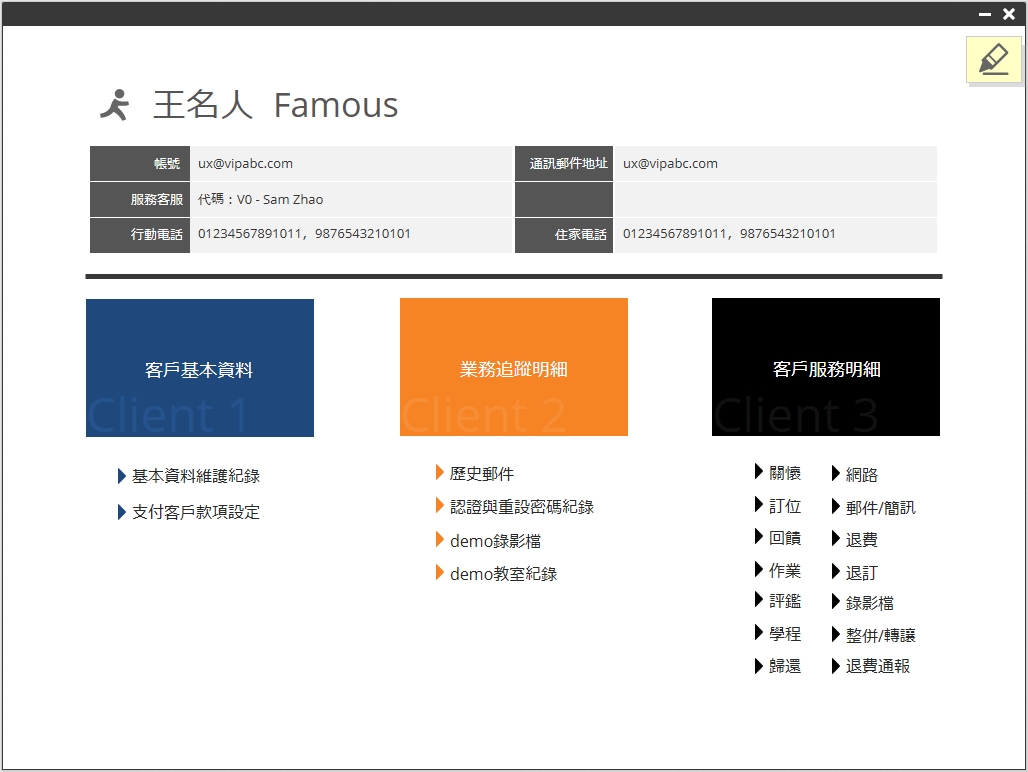 王名人 Famous
帳號 ux@vipabc.com 通訊郵件地址 ux@vipabc.com
服務客服 代碼：V0 - Sam Zhao
行動電話 01234567891011，9876543210101 住家電話 01234567891011，9876543210101
客戶基本資料
Client 1
基本資料維護紀錄
支付客戶款項設定
業務追蹤明細
Client 2
歷史郵件
認證與重設密碼紀錄
demo錄影檔
demo教室紀錄
客戶服務明細
Client 3
關懷 網路
訂位 郵件/簡訊
回饋 退費
作業 退訂
評鑑 錄影檔
學程 整併/轉讓
歸還 退費通報